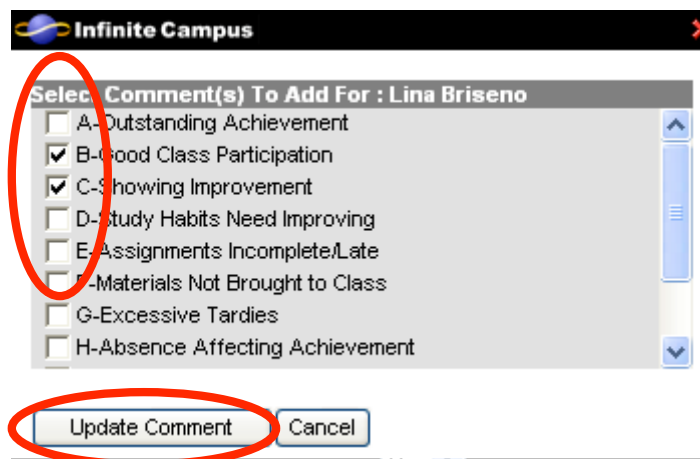 Infinite Campus
Select Comment(s) To Add For : Lina Briseno
A-Outstanding Achievement
B-Good Class Participation
C-Showing Improvement
D-Study Habits Need Improving
E-Assignments Incomplete/Late
F-Materials Not Brought to Class
G-Excessive Tardies
H-Absence Affecting Achievement
Update Comment Cancel